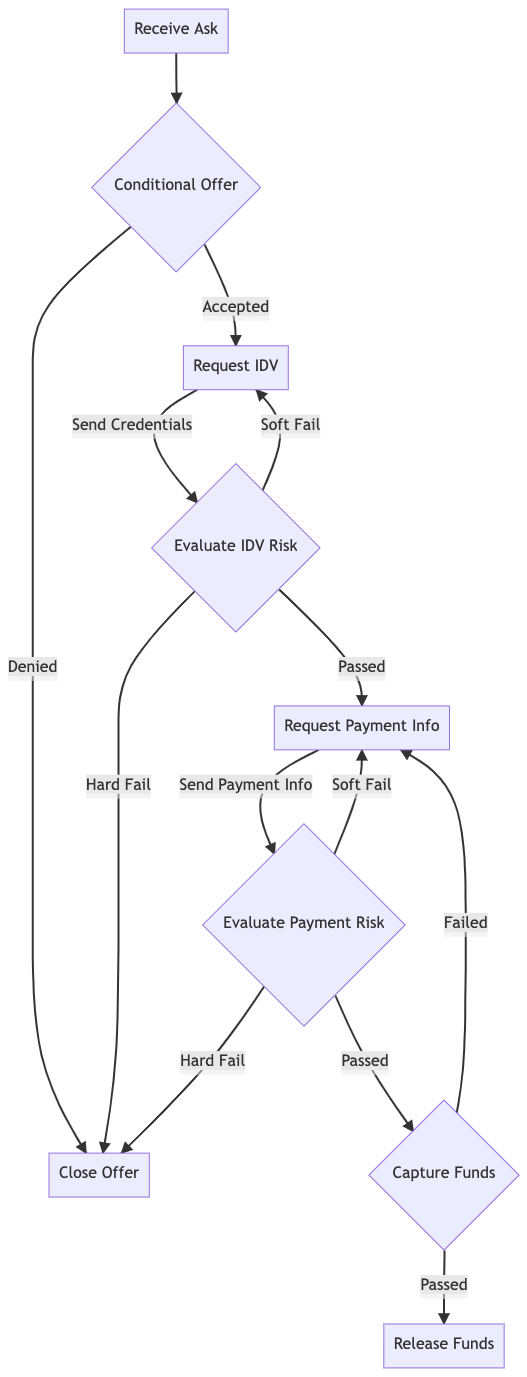 Receive Ask
Conditional Offer
Accepted
Request IDV
Send Credentials
Soft Fail
Evaluate IDV Risk
Denied
Passed
Request Payment Info
Hard Fail
Send Payment Info
Soft Fail
Evaluate Payment Risk
Failed
Hard Fail
Passed
Close Offer
Capture Funds
Passed
Release Funds